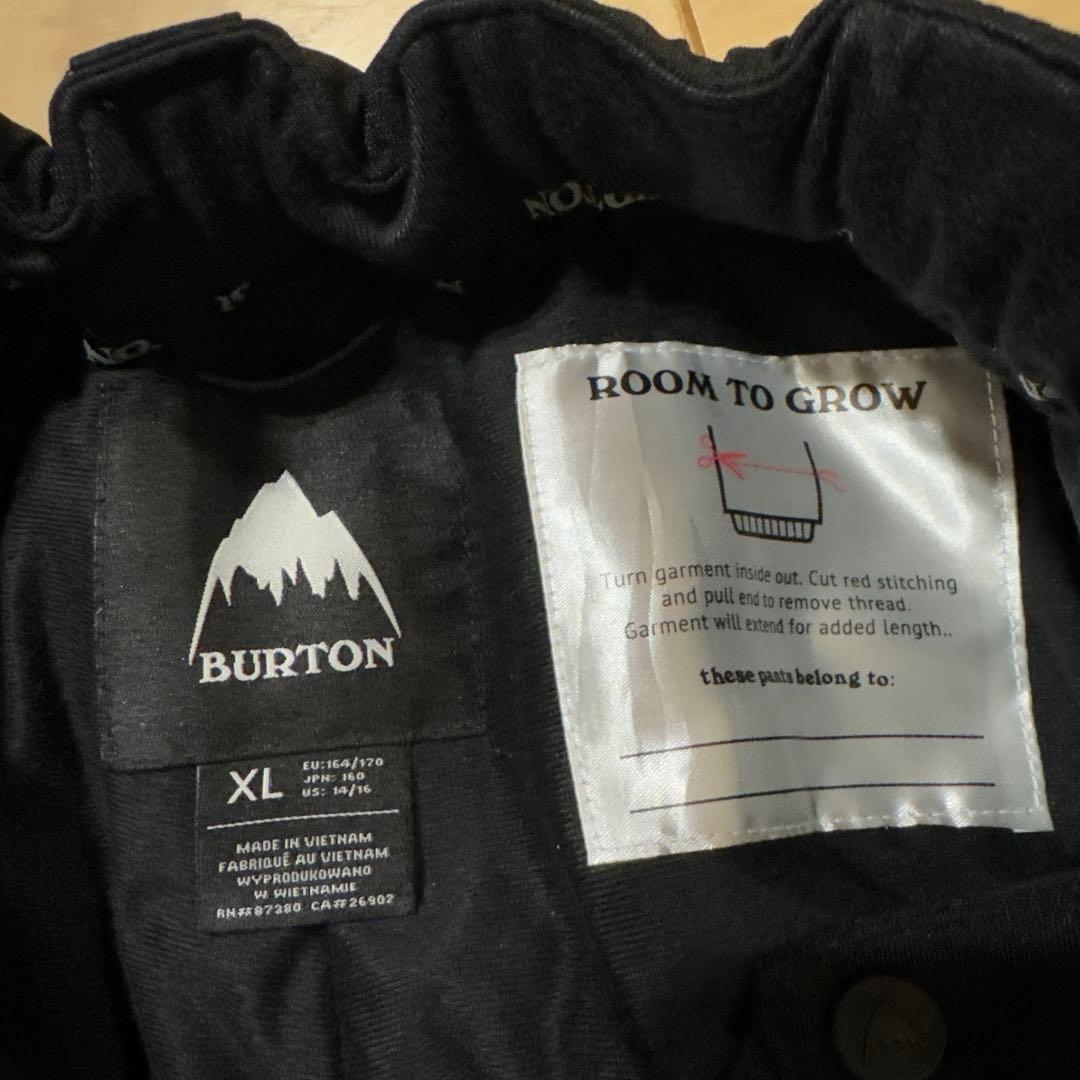 BURTON
XL
EU:164/170
JPN: 160
US: 14/16
MADE IN VIETNAM
FABRIQUÉ AU VIETNAM
WYPRODUKOWANO
W WIETNAMIE
RN#87380 CA#26902
ROOM TO GROW
Turn garment inside out. Cut red stitching
and pull end to remove thread.
Garment will extend for added length..
these pants belong to: